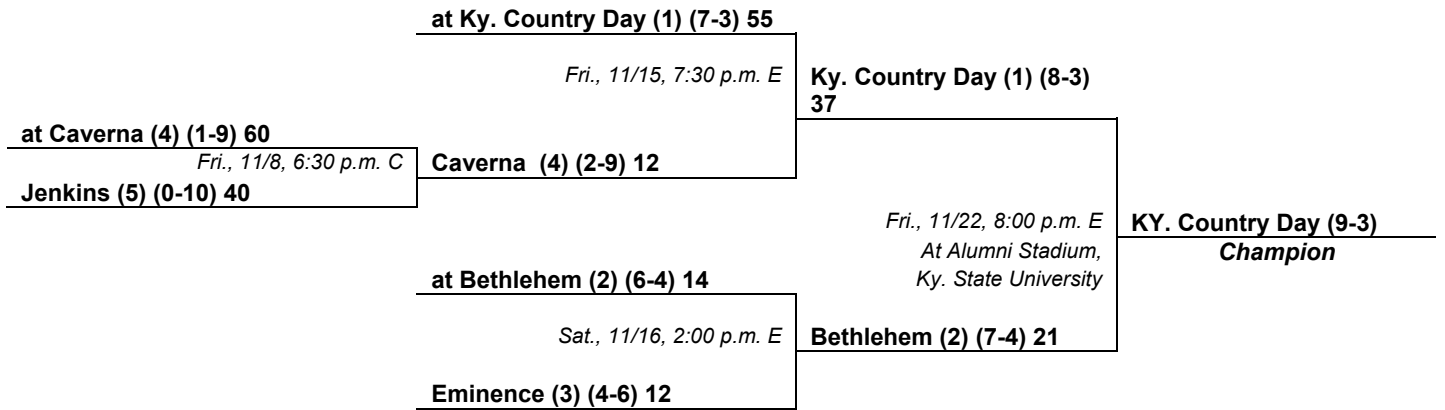 at Ky. Country Day (1) (7-3) 55
Fri., 11/15, 7:30 p.m. E
Ky. Country Day (1) (8-3)
37
at Caverna (4) (1-9) 60
Fri., 11/8, 6:30 p.m. C
Caverna (4) (2-9) 12
Jenkins (5) (0-10) 40
Fri., 11/22, 8:00 p.m. E
At Alumni Stadium,
Ky. State University
KY. Country Day (9-3)
Champion
at Bethlehem (2) (6-4) 14
Sat., 11/16, 2:00 p.m. E
Bethlehem (2) (7-4) 21
Eminence (3) (4-6) 12